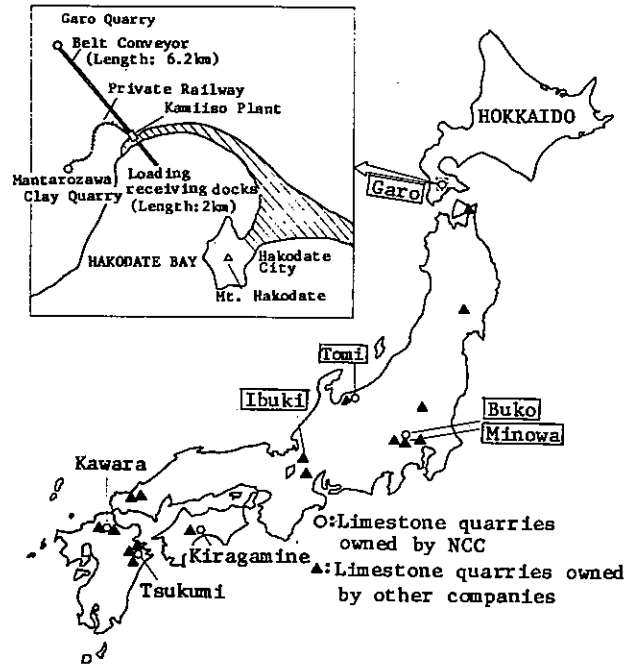 Garo Quarry
Belt Conveyor
(Length: 6.2km)
Private Railway
Kamiiso Plant
Mantarozawa
Clay Quarry
Loading
receiving docks
(Length:2km)
HAKODATE BAY
Hakodate
City
Mt. Hakodate
HOKKAIDO
Garo
Tomi
Ibuki
Buko
Minowa
Kawara
Kiragamine
Tsukumi
O:Limestone quarries
owned by NCC
▲:Limestone quarries owned
by other companies